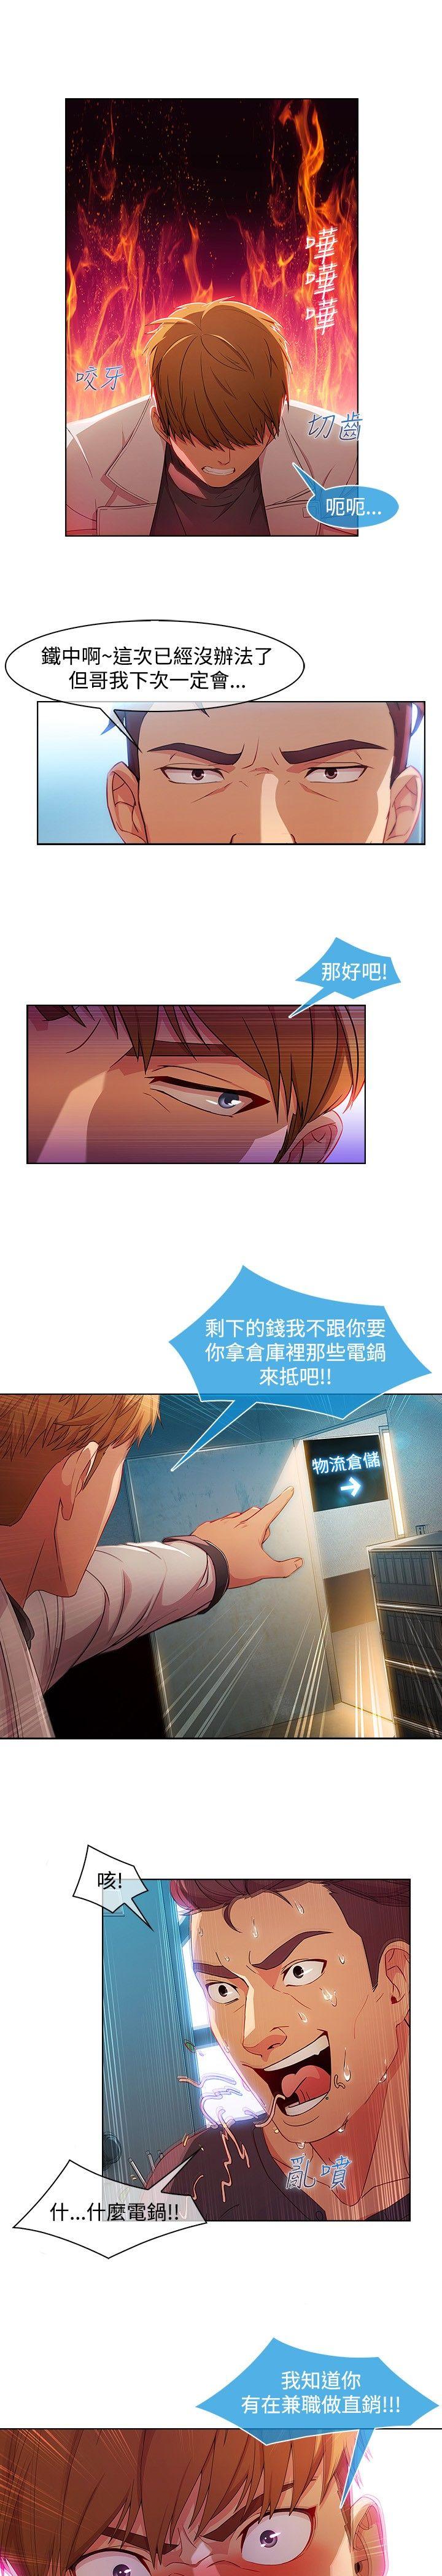 嘩嘩嘩
咬牙
切齒
呃呃...
鐵中啊~這次已經沒辦法了
但哥我下次一定會...
那好吧!
剩下的錢我不跟你要
你拿倉庫裡那些電鍋
來抵吧!!
物流倉儲
→
咳!
亂噴
什...什麼電鍋!!
我知道你
有在兼職做直銷!!!